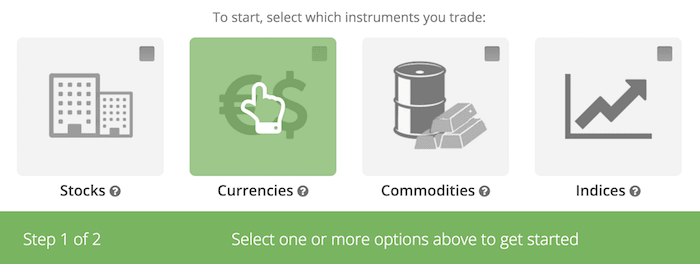 To start, select which instruments you trade:
€ $
Stocks ?
Currencies ?
Commodities ?
Indices ?
Step 1 of 2
Select one or more options above to get started